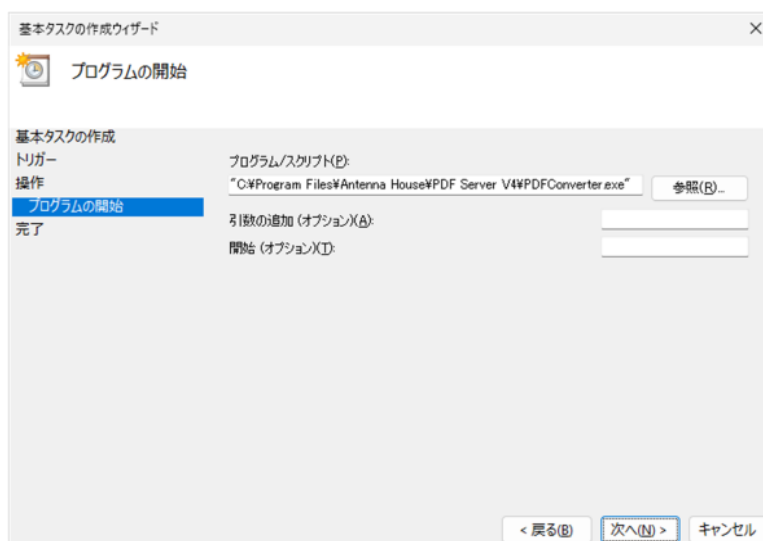 基本タスクの作成ウィザード
プログラムの開始
基本タスクの作成
トリガー
操作
プログラムの開始
完了
プログラム/スクリプト(P):
"C:¥Program Files¥Antenna House¥PDF Server V4¥PDFConverter.exe"
参照(R)...
引数の追加 (オプション)(A):
開始 (オプション)(T):
< 戻る(B)
次へ(N) >
キャンセル